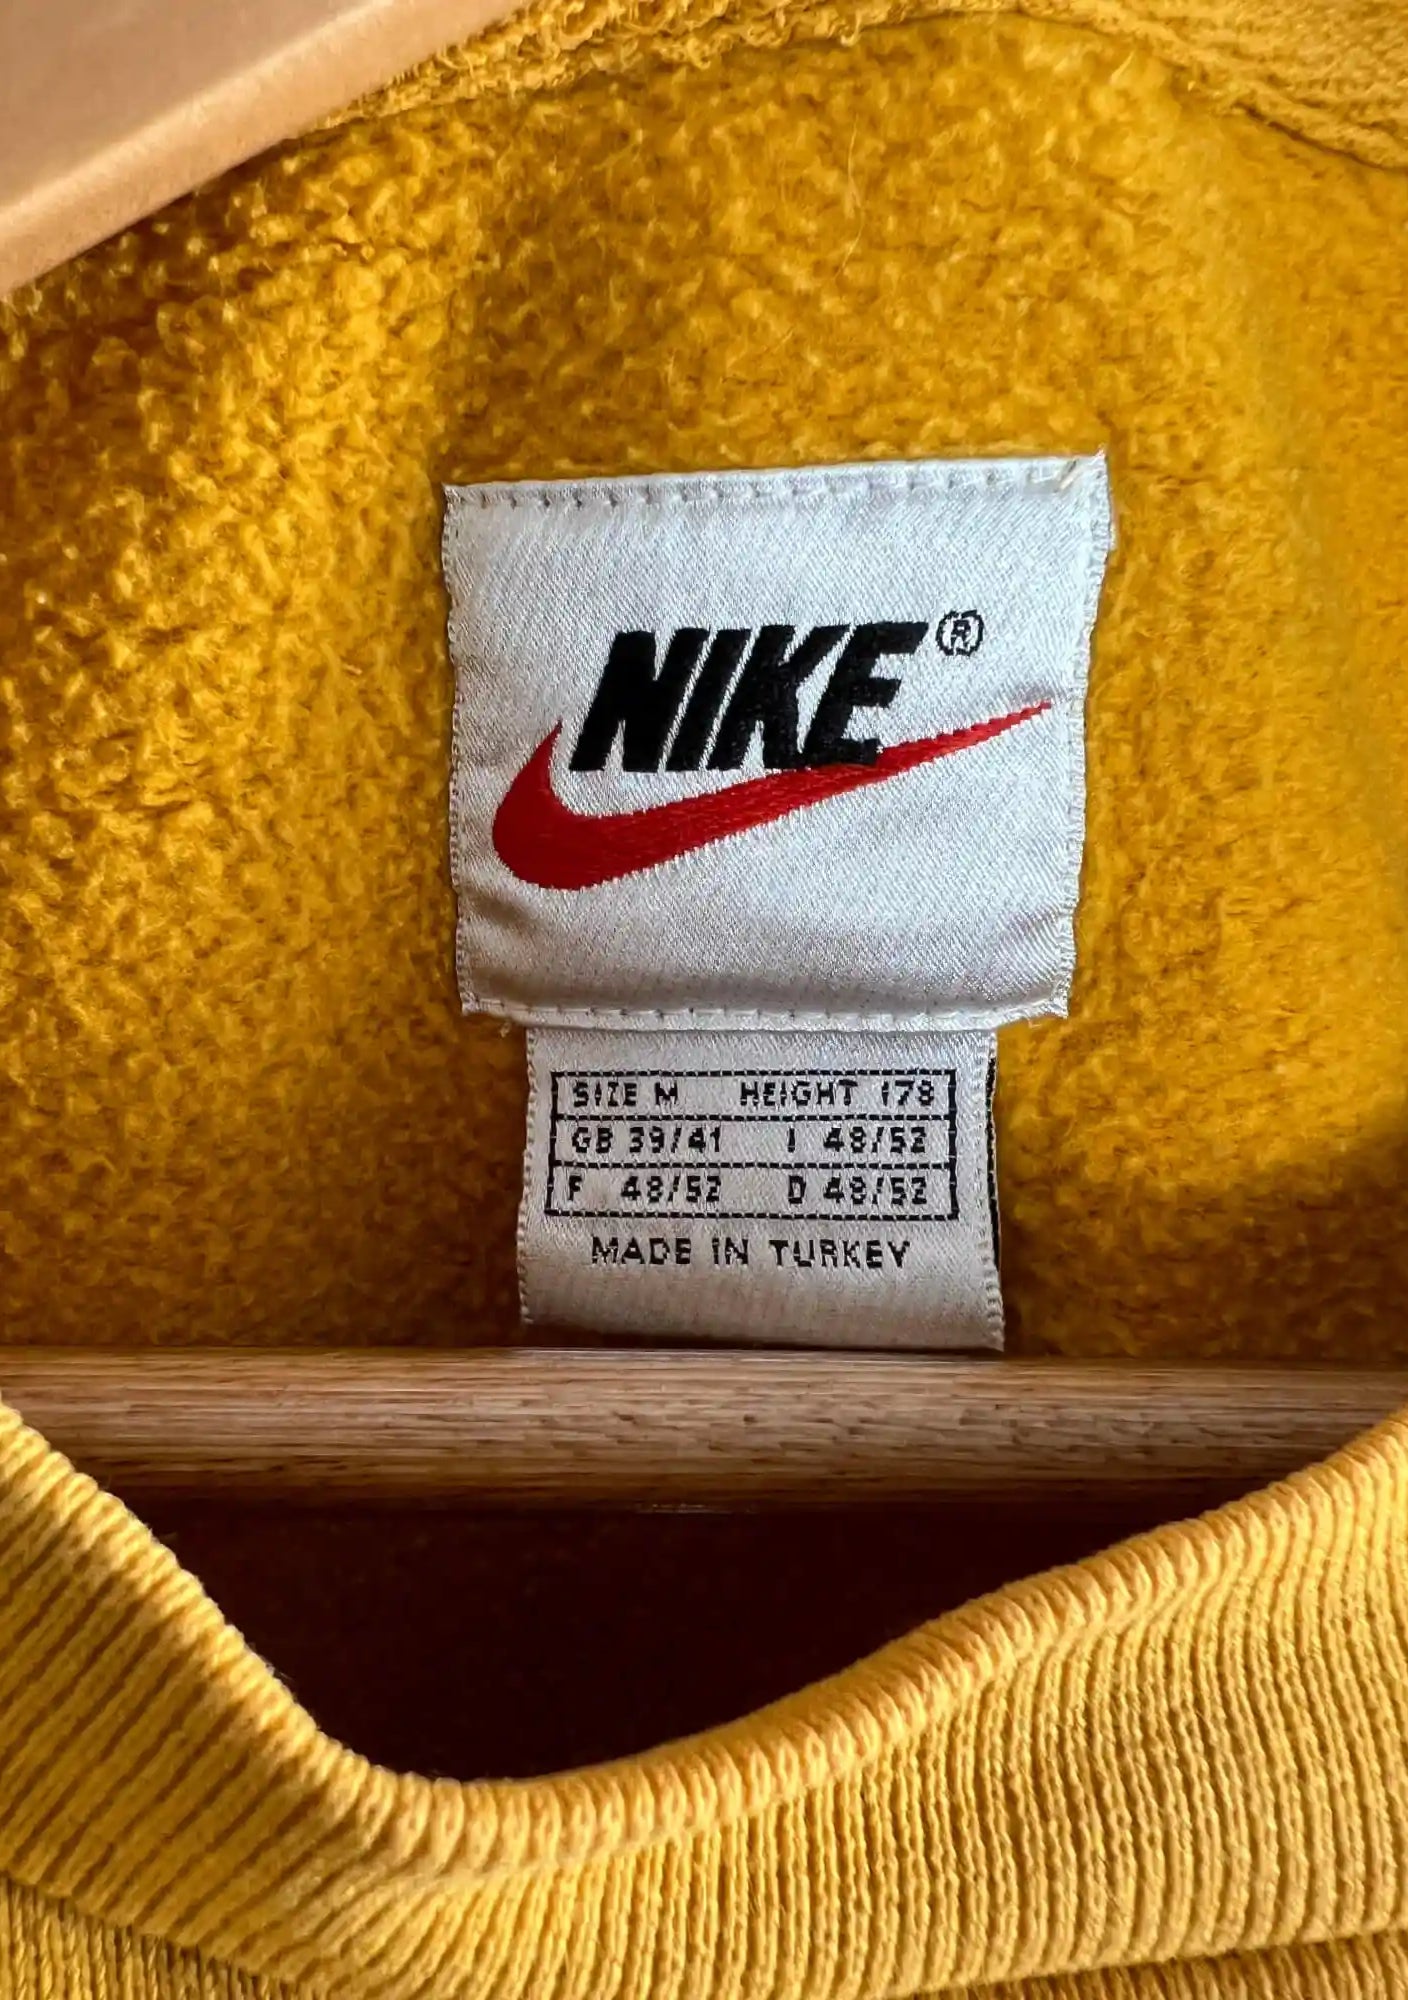 NIKE®
SIZE M HEIGHT 178
GB 39/41 I 48/52
F 48/52 D 48/52
MADE IN TURKEY